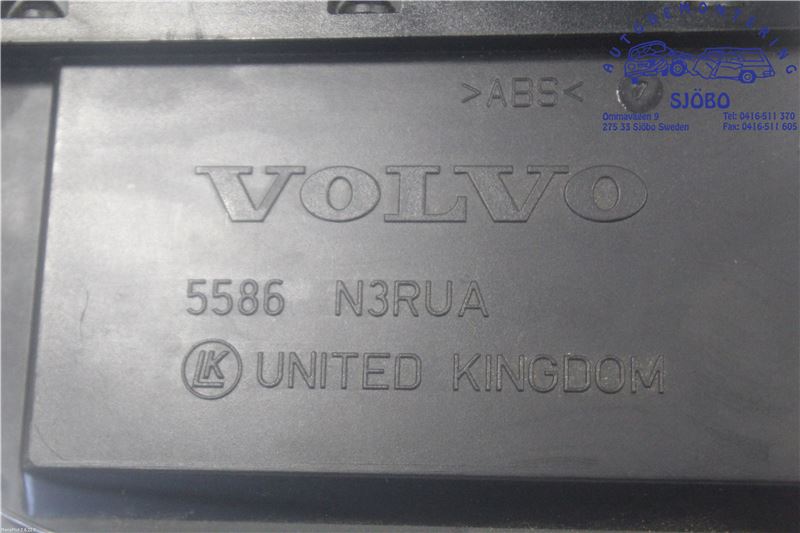 AUTODEMONTERING
SJÖBO
Ommavägen 9
275 35 Sjöbo Sweden
Tel: 0416-511 370
Fax: 0416-511 605
>ABS<
VOLVO
5586 N3RUA
LK UNITED KINGDOM